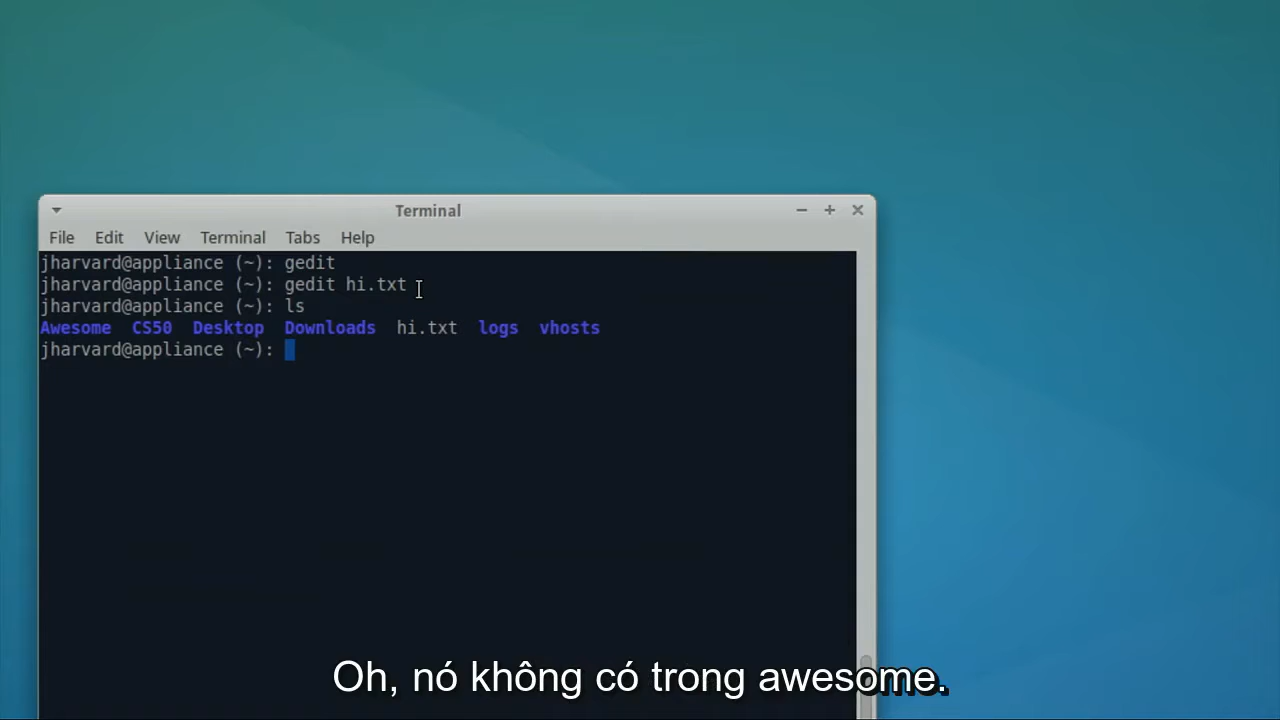 Terminal
File Edit View Terminal Tabs Help
jharvard@appliance (~): gedit
jharvard@appliance (~): gedit hi.txt
jharvard@appliance (~): ls
Awesome CS50 Desktop Downloads hi.txt logs vhosts
jharvard@appliance (~):
Oh, nó không có trong awesome.